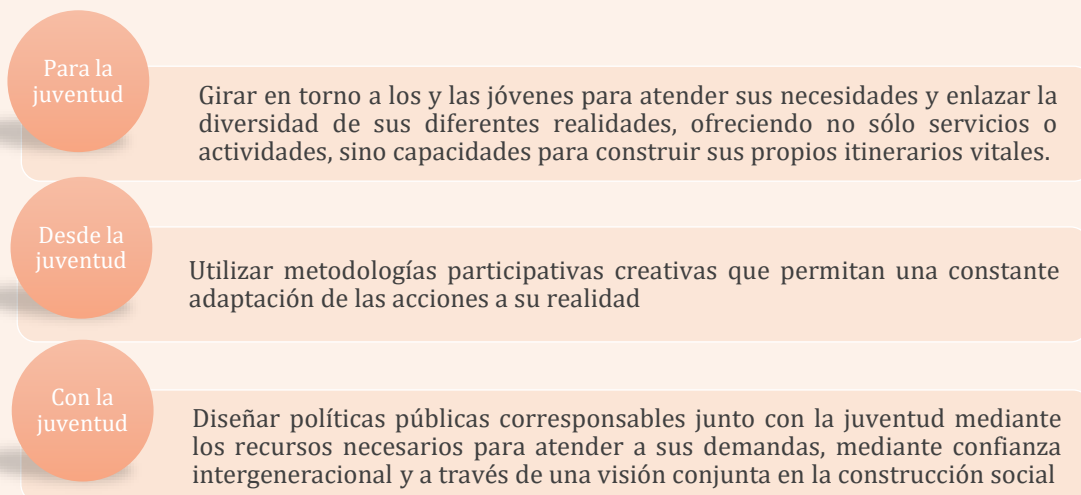 Para la
juventud
Girar en torno a los y las jóvenes para atender sus necesidades y enlazar la
diversidad de sus diferentes realidades, ofreciendo no sólo servicios o
actividades, sino capacidades para construir sus propios itinerarios vitales.
Desde la
juventud
Utilizar metodologías participativas creativas que permitan una constante
adaptación de las acciones a su realidad
Con la
juventud
Diseñar políticas públicas corresponsables junto con la juventud mediante
los recursos necesarios para atender a sus demandas, mediante confianza
intergeneracional y a través de una visión conjunta en la construcción social